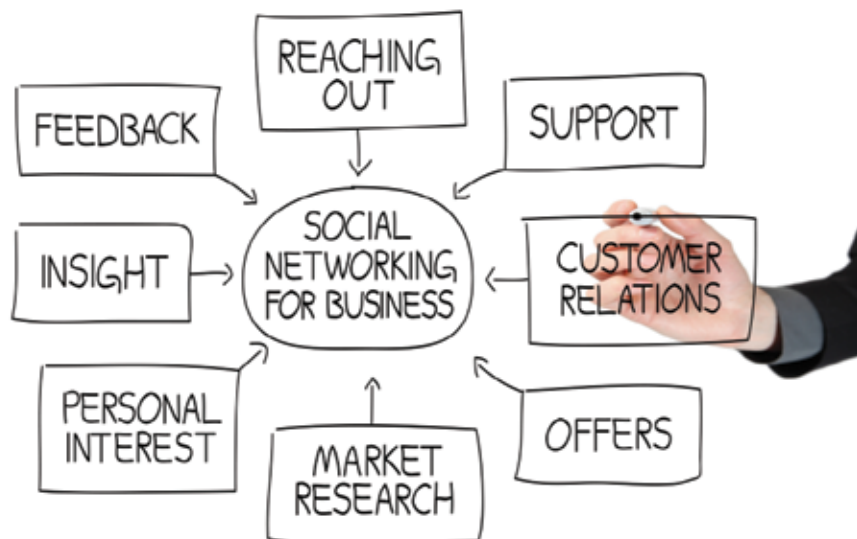 REACHING
OUT
FEEDBACK
SUPPORT
SOCIAL
NETWORKING
FOR BUSINESS
INSIGHT
CUSTOMER
RELATIONS
PERSONAL
INTEREST
MARKET
RESEARCH
OFFERS